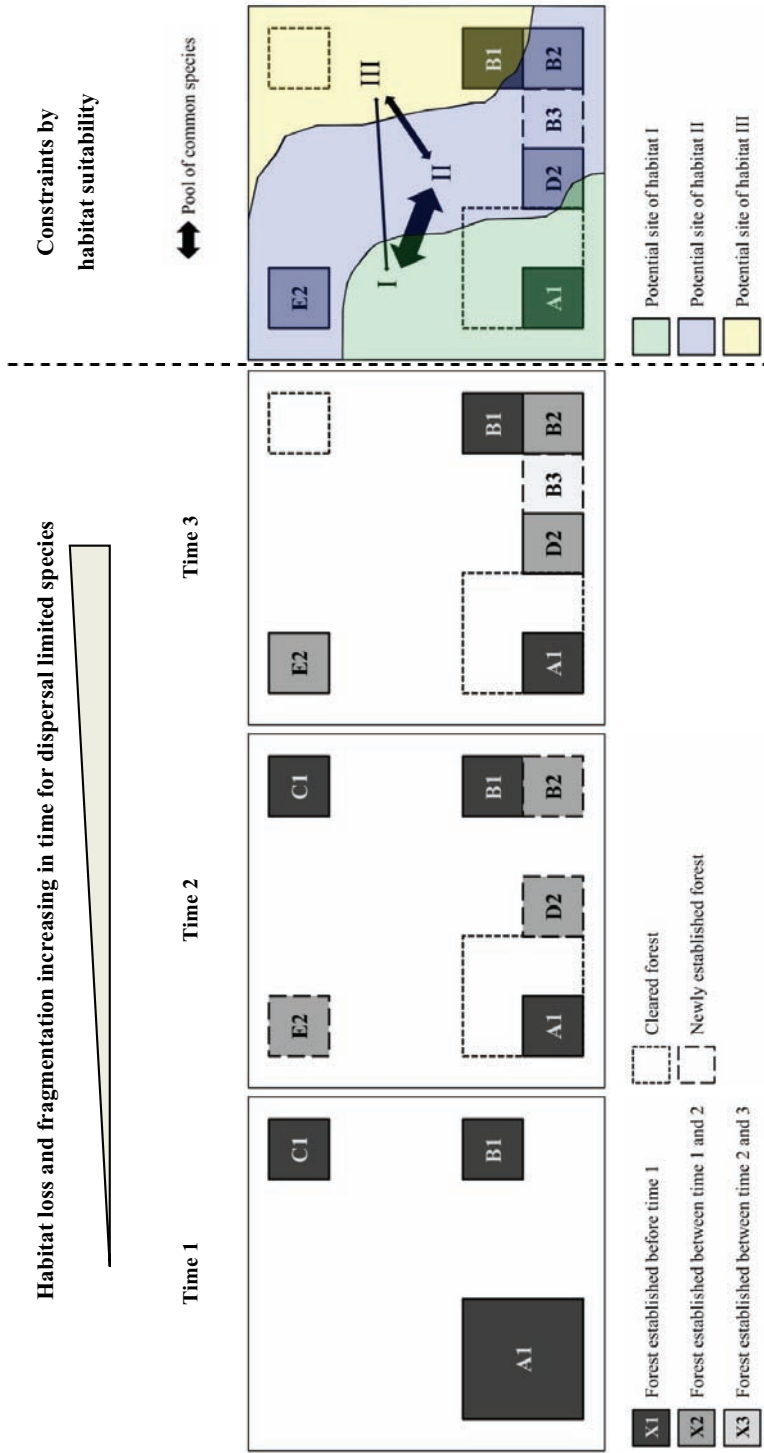 Habitat loss and fragmentation increasing in time for dispersal limited species
Constraints by
habitat suitability
Time 1
Time 2
Time 3
Pool of common species
C1
B1
A1
C1
B1
B2
D2
E2
A1
B1
B2
B3
D2
E2
A1
B1
B2
B3
D2
E2
A1
I
II
III
X1 Forest established before time 1
X2 Forest established between time 1 and 2
X3 Forest established between time 2 and 3
Cleared forest
Newly established forest
Potential site of habitat I
Potential site of habitat II
Potential site of habitat III